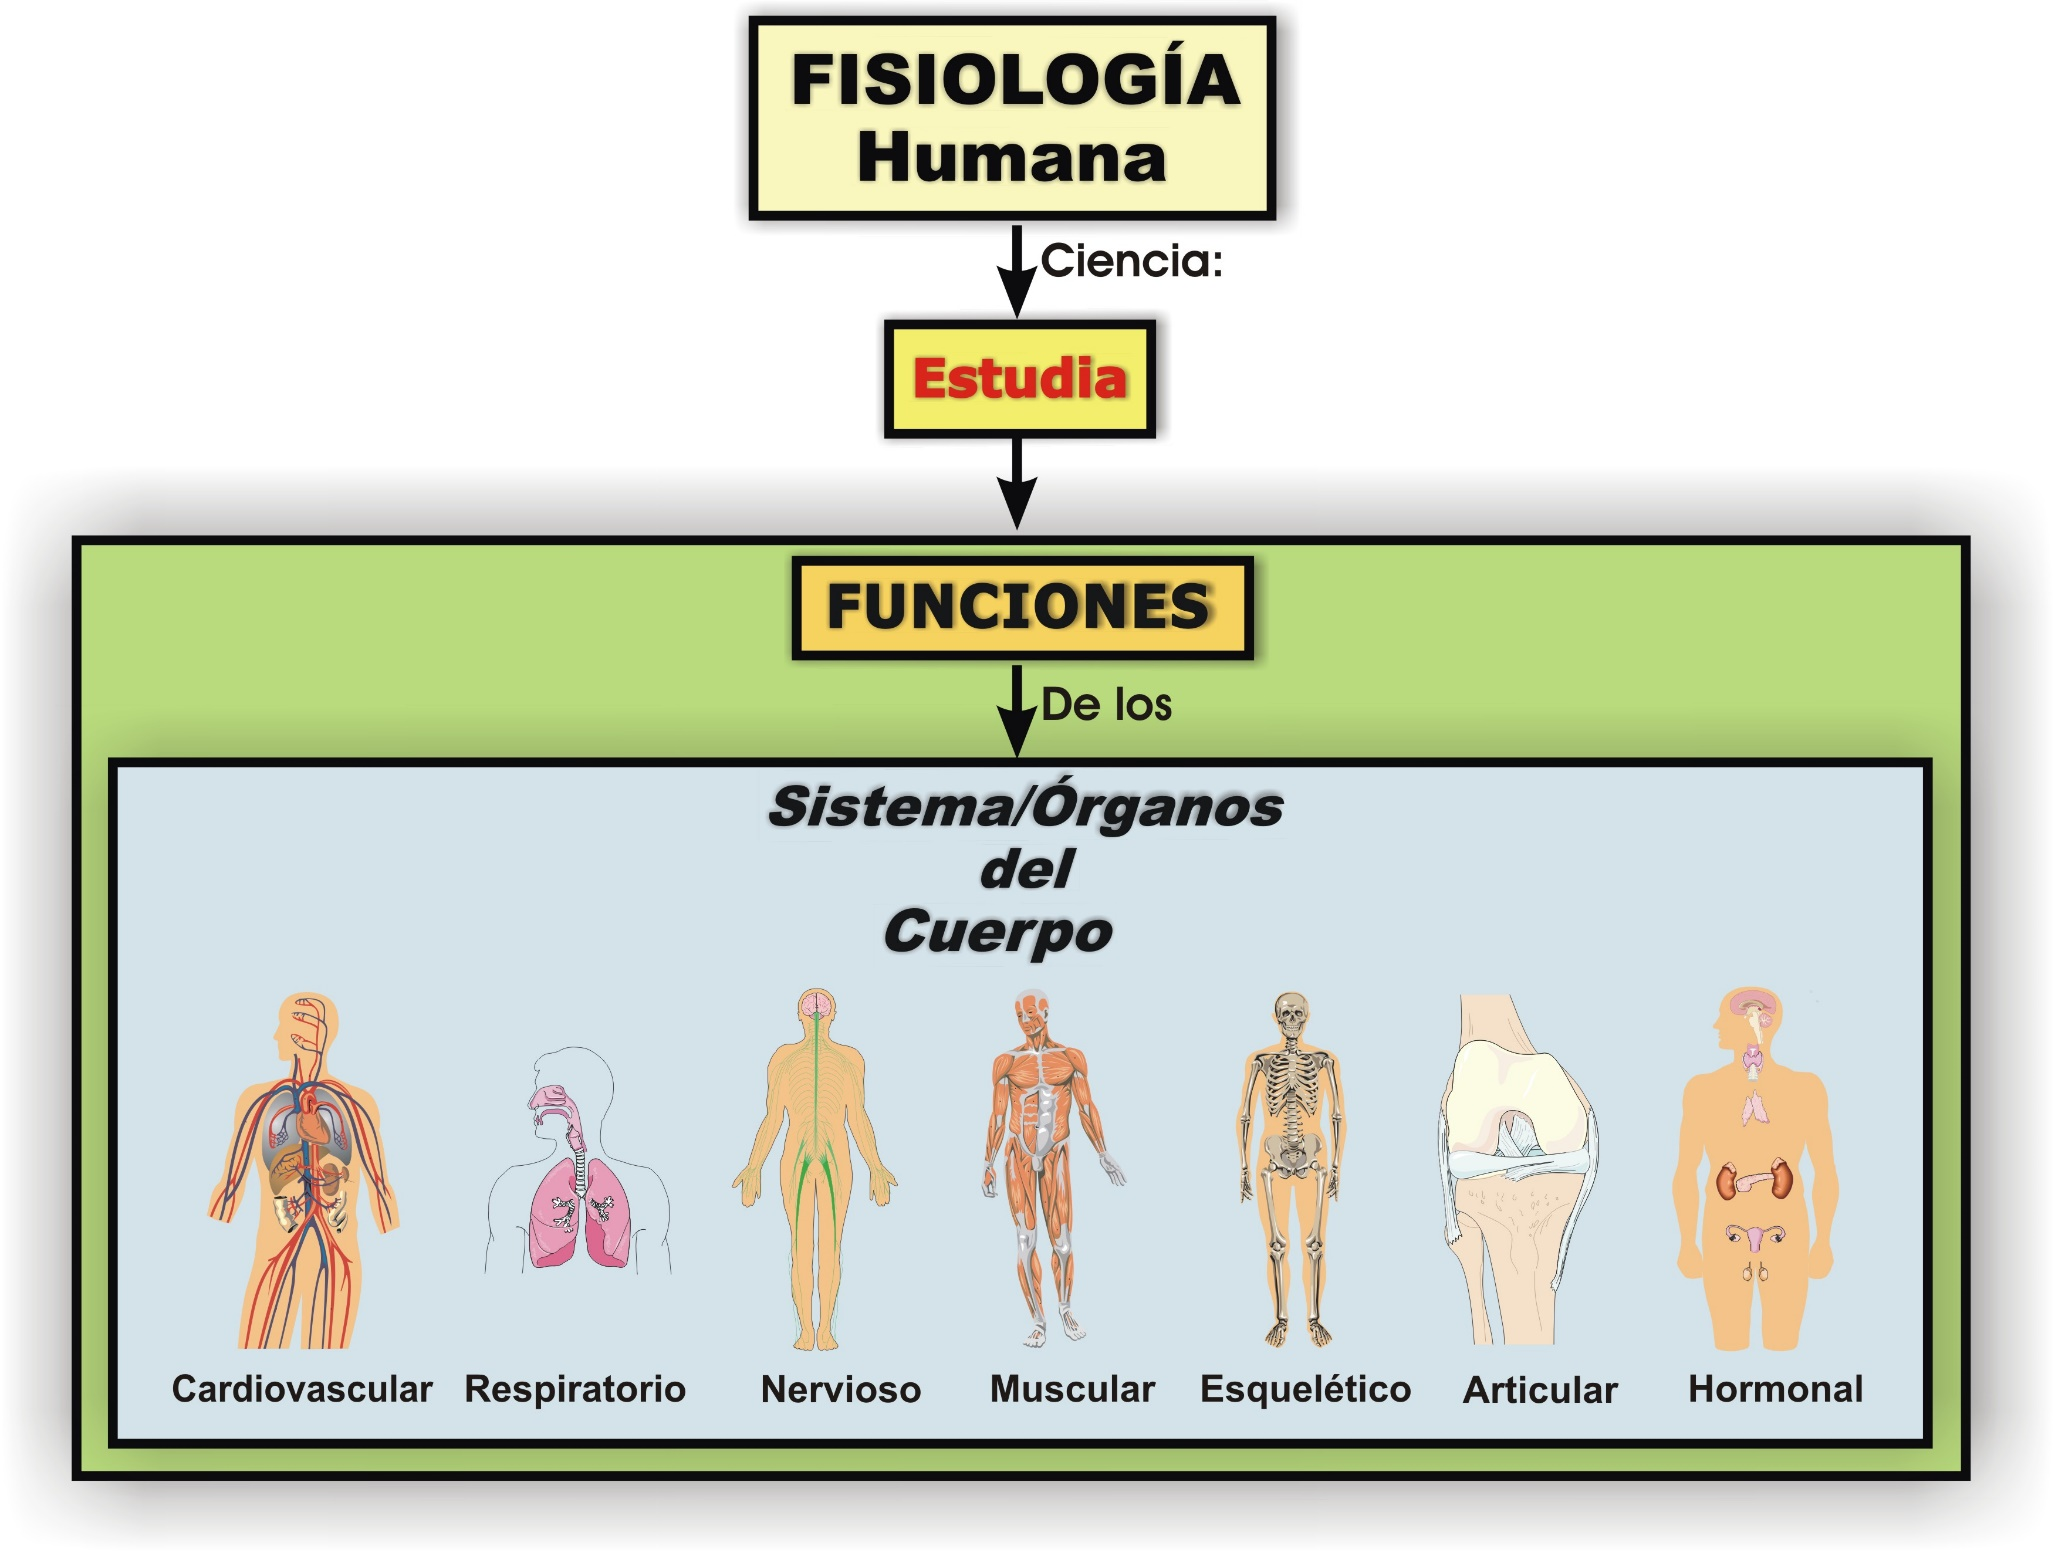 FISIOLOGÍA
Humana
Ciencia:
Estudia
FUNCIONES
De los
Sistema/Órganos
del
Cuerpo
Cardiovascular Respiratorio Nervioso Muscular Esquelético Articular Hormonal